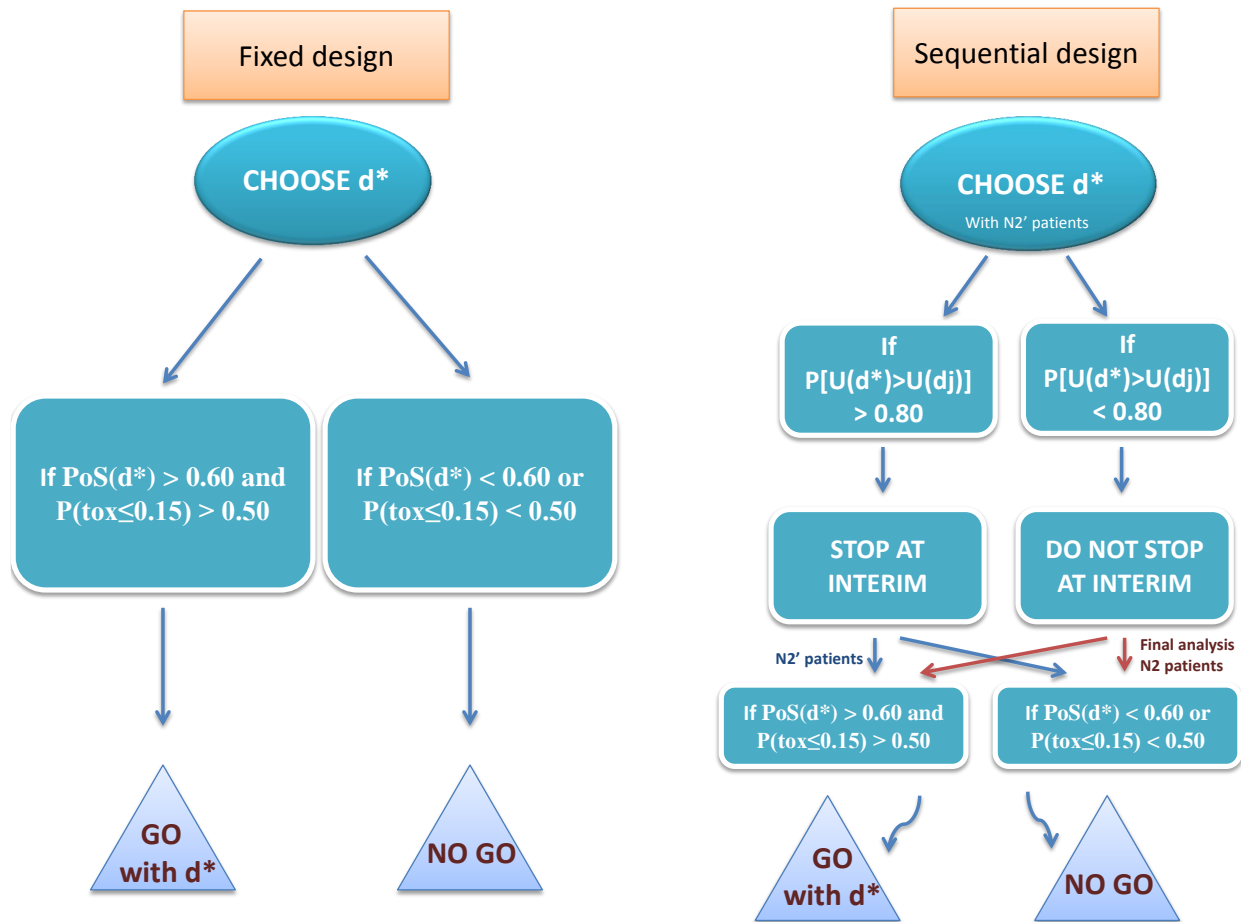 Fixed design
CHOOSE d*
If PoS(d*) > 0.60 and
P(tox≤0.15) > 0.50
If PoS(d*) < 0.60 or
P(tox≤0.15) < 0.50
GO
with d*
NO GO
Sequential design
CHOOSE d*
With N2’ patients
If
P[U(d*)>U(dj)]
> 0.80
If
P[U(d*)>U(dj)]
< 0.80
STOP AT
INTERIM
DO NOT STOP
AT INTERIM
N2’ patients
Final analysis
N2 patients
If PoS(d*) > 0.60 and
P(tox≤0.15) > 0.50
If PoS(d*) < 0.60 or
P(tox≤0.15) < 0.50
GO
with d*
NO GO